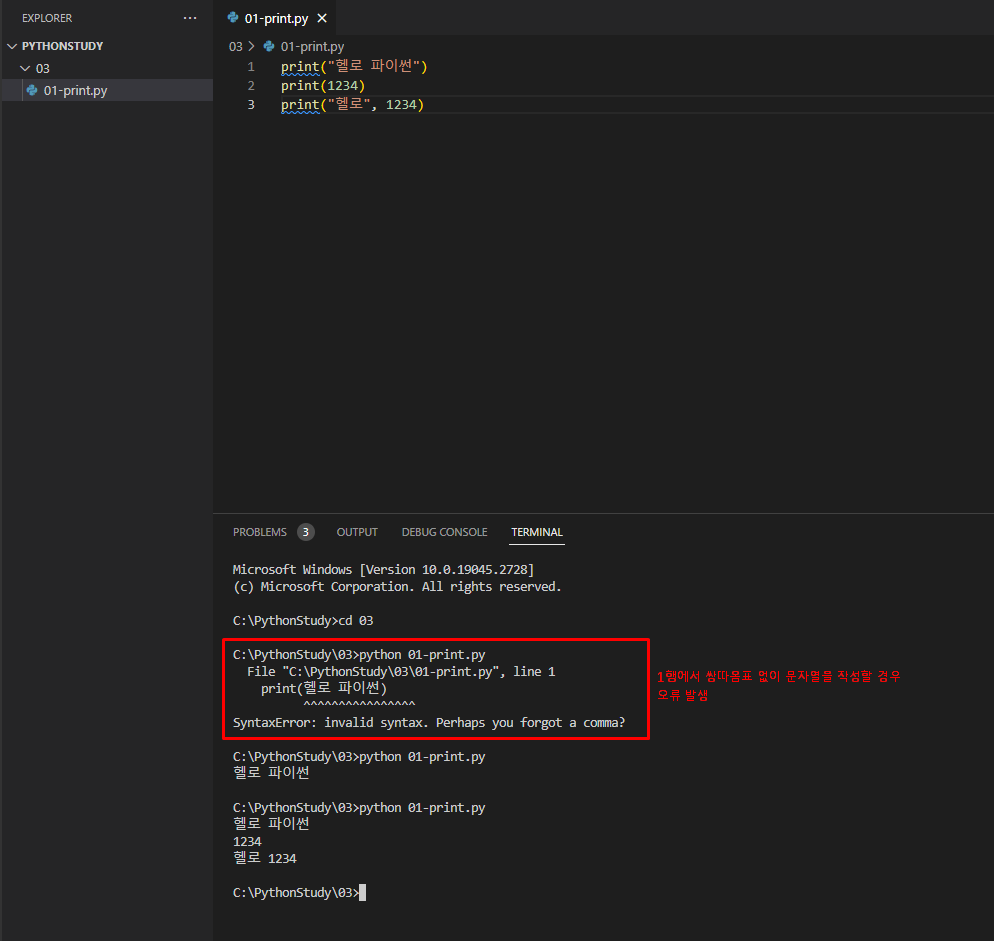 EXPLORER
PYTHONSTUDY
03
01-print.py
01-print.py
03 > 01-print.py
1 print("헬로 파이썬")
2 print(1234)
3 print("헬로", 1234)
PROBLEMS 3 OUTPUT DEBUG CONSOLE TERMINAL
Microsoft Windows [Version 10.0.19045.2728]
(c) Microsoft Corporation. All rights reserved.
C:\PythonStudy>cd 03
C:\PythonStudy\03>python 01-print.py
File "C:\PythonStudy\03\01-print.py", line 1
print(헬로 파이썬)
^^^^^^^^^^^^^^^^
SyntaxError: invalid syntax. Perhaps you forgot a comma?
1행에서 쌍따옴표 없이 문자열을 작성할 경우
오류 발생
C:\PythonStudy\03>python 01-print.py
헬로 파이썬
C:\PythonStudy\03>python 01-print.py
헬로 파이썬
1234
헬로 1234
C:\PythonStudy\03>